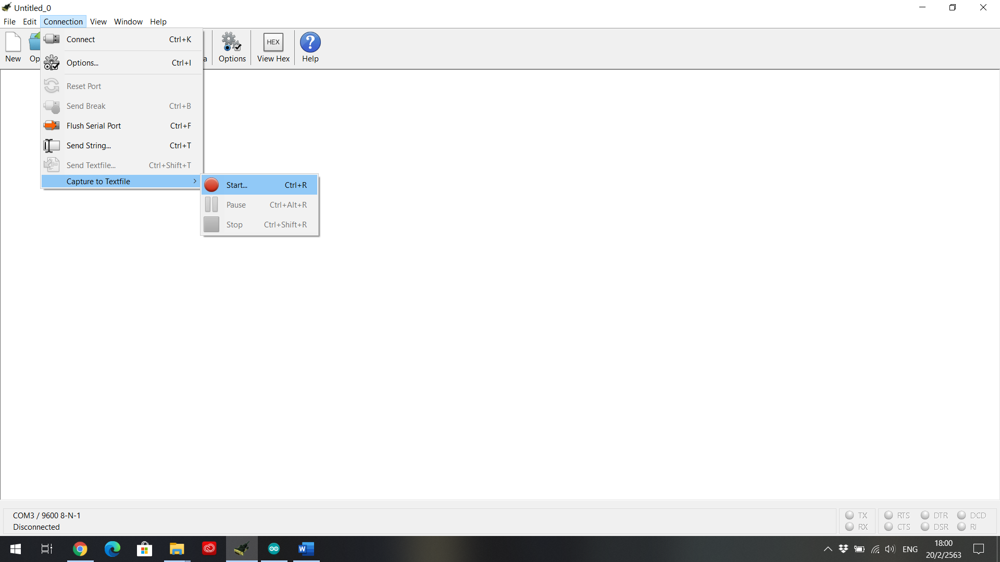 Untitled_0
File Edit Connection View Window Help
New Op a Options View Hex Help
HEX
Connect Ctrl+K
Options... Ctrl+I
Reset Port
Send Break Ctrl+B
Flush Serial Port Ctrl+F
Send String... Ctrl+T
Send Textfile... Ctrl+Shift+T
Capture to Textfile
Start... Ctrl+R
Pause Ctrl+Alt+R
Stop Ctrl+Shift+R
COM3 / 9600 8-N-1
Disconnected
TX RTS DTR DCD
RX CTS DSR RI
ENG
18:00
20/2/2563